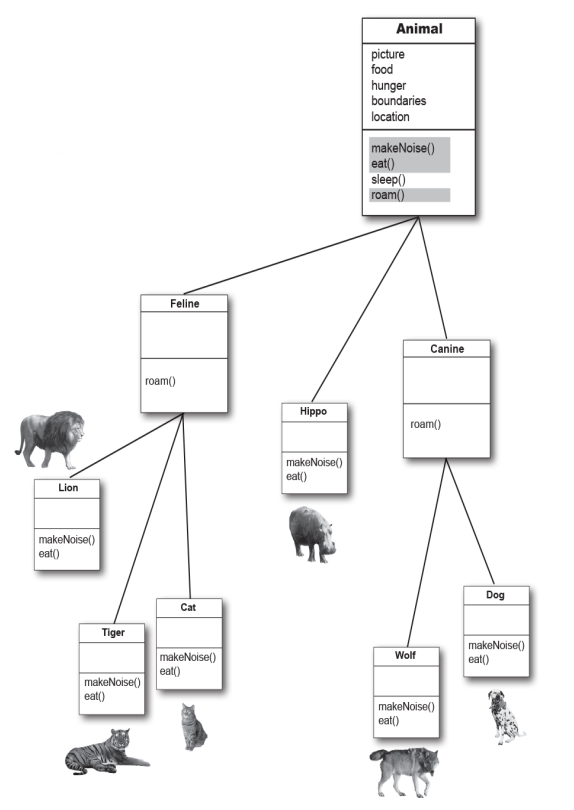 Animal
picture
food
hunger
boundaries
location
makeNoise()
eat()
sleep()
roam()
Feline
roam()
Canine
roam()
Hippo
makeNoise()
eat()
Lion
makeNoise()
eat()
Cat
makeNoise()
eat()
Tiger
makeNoise()
eat()
Dog
makeNoise()
eat()
Wolf
makeNoise()
eat()